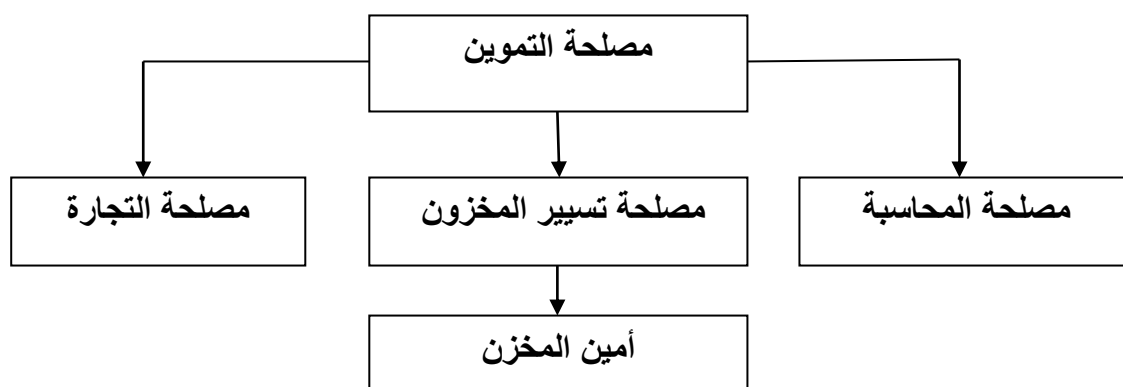 مصلحة التموين
مصلحة المحاسبة
مصلحة تسيير المخزون
مصلحة التجارة
أمين المخزن